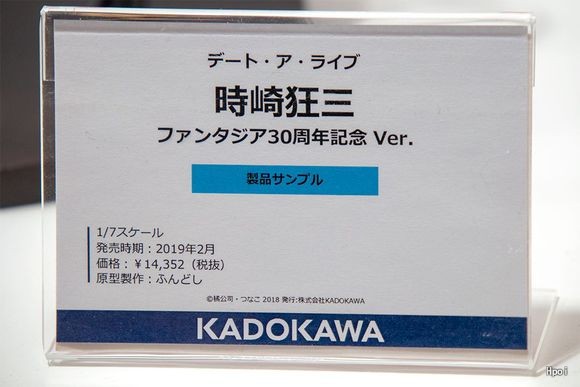 デート・ア・ライブ
時崎狂三
ファンタジア30周年記念 Ver.
製品サンプル
1/7スケール
発売時期：2019年2月
価格：￥14,352（税抜）
原型製作：ふんどし
©橘公司・つなこ 2018 発行:株式会社KADOKAWA
KADOKAWA
Hpoi